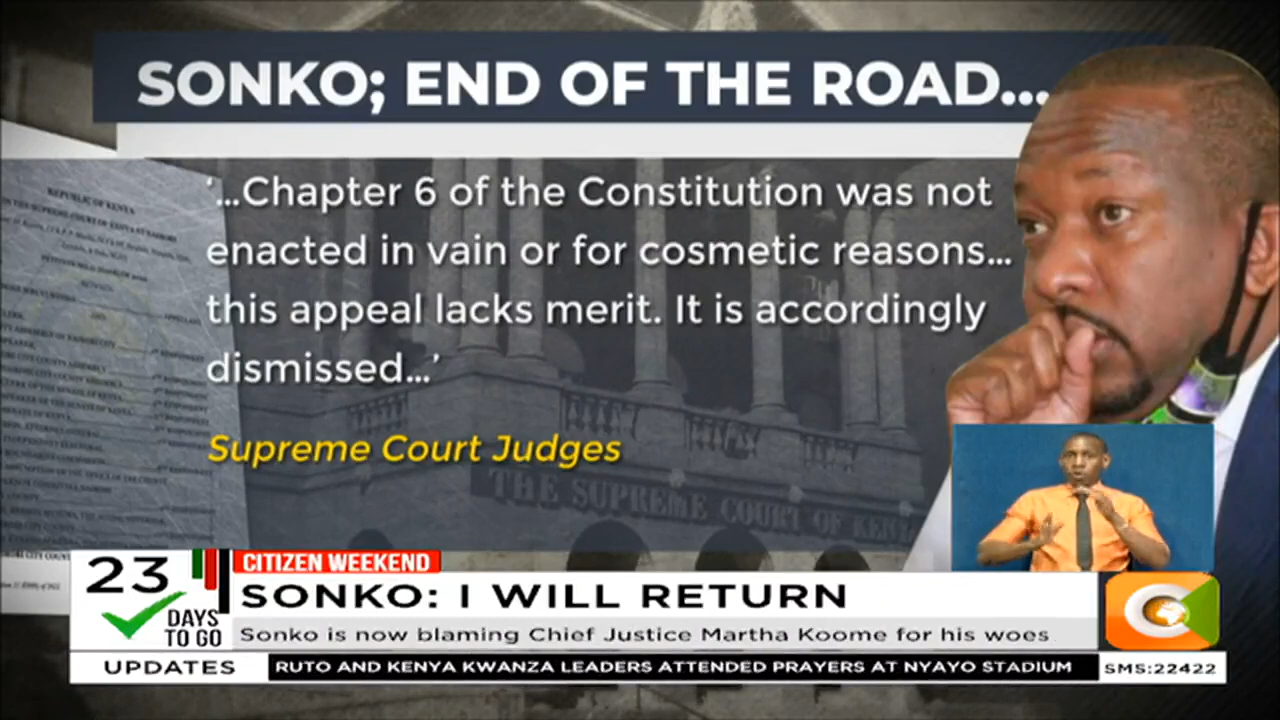 SONKO; END OF THE ROAD...
'...Chapter 6 of the Constitution was not
enacted in vain or for cosmetic reasons...
this appeal lacks merit. It is accordingly
dismissed...'
Supreme Court Judges
REPUBLIC OF KENYA
THE SUPREME COURT OF KENYA
23
DAYS
TO GO
CITIZEN WEEKEND
SONKO: I WILL RETURN
Sonko is now blaming Chief Justice Martha Koome for his woes
UPDATES
RUTO AND KENYA KWANZA LEADERS ATTENDED PRAYERS AT NYAYO STADIUM
SMS:22422